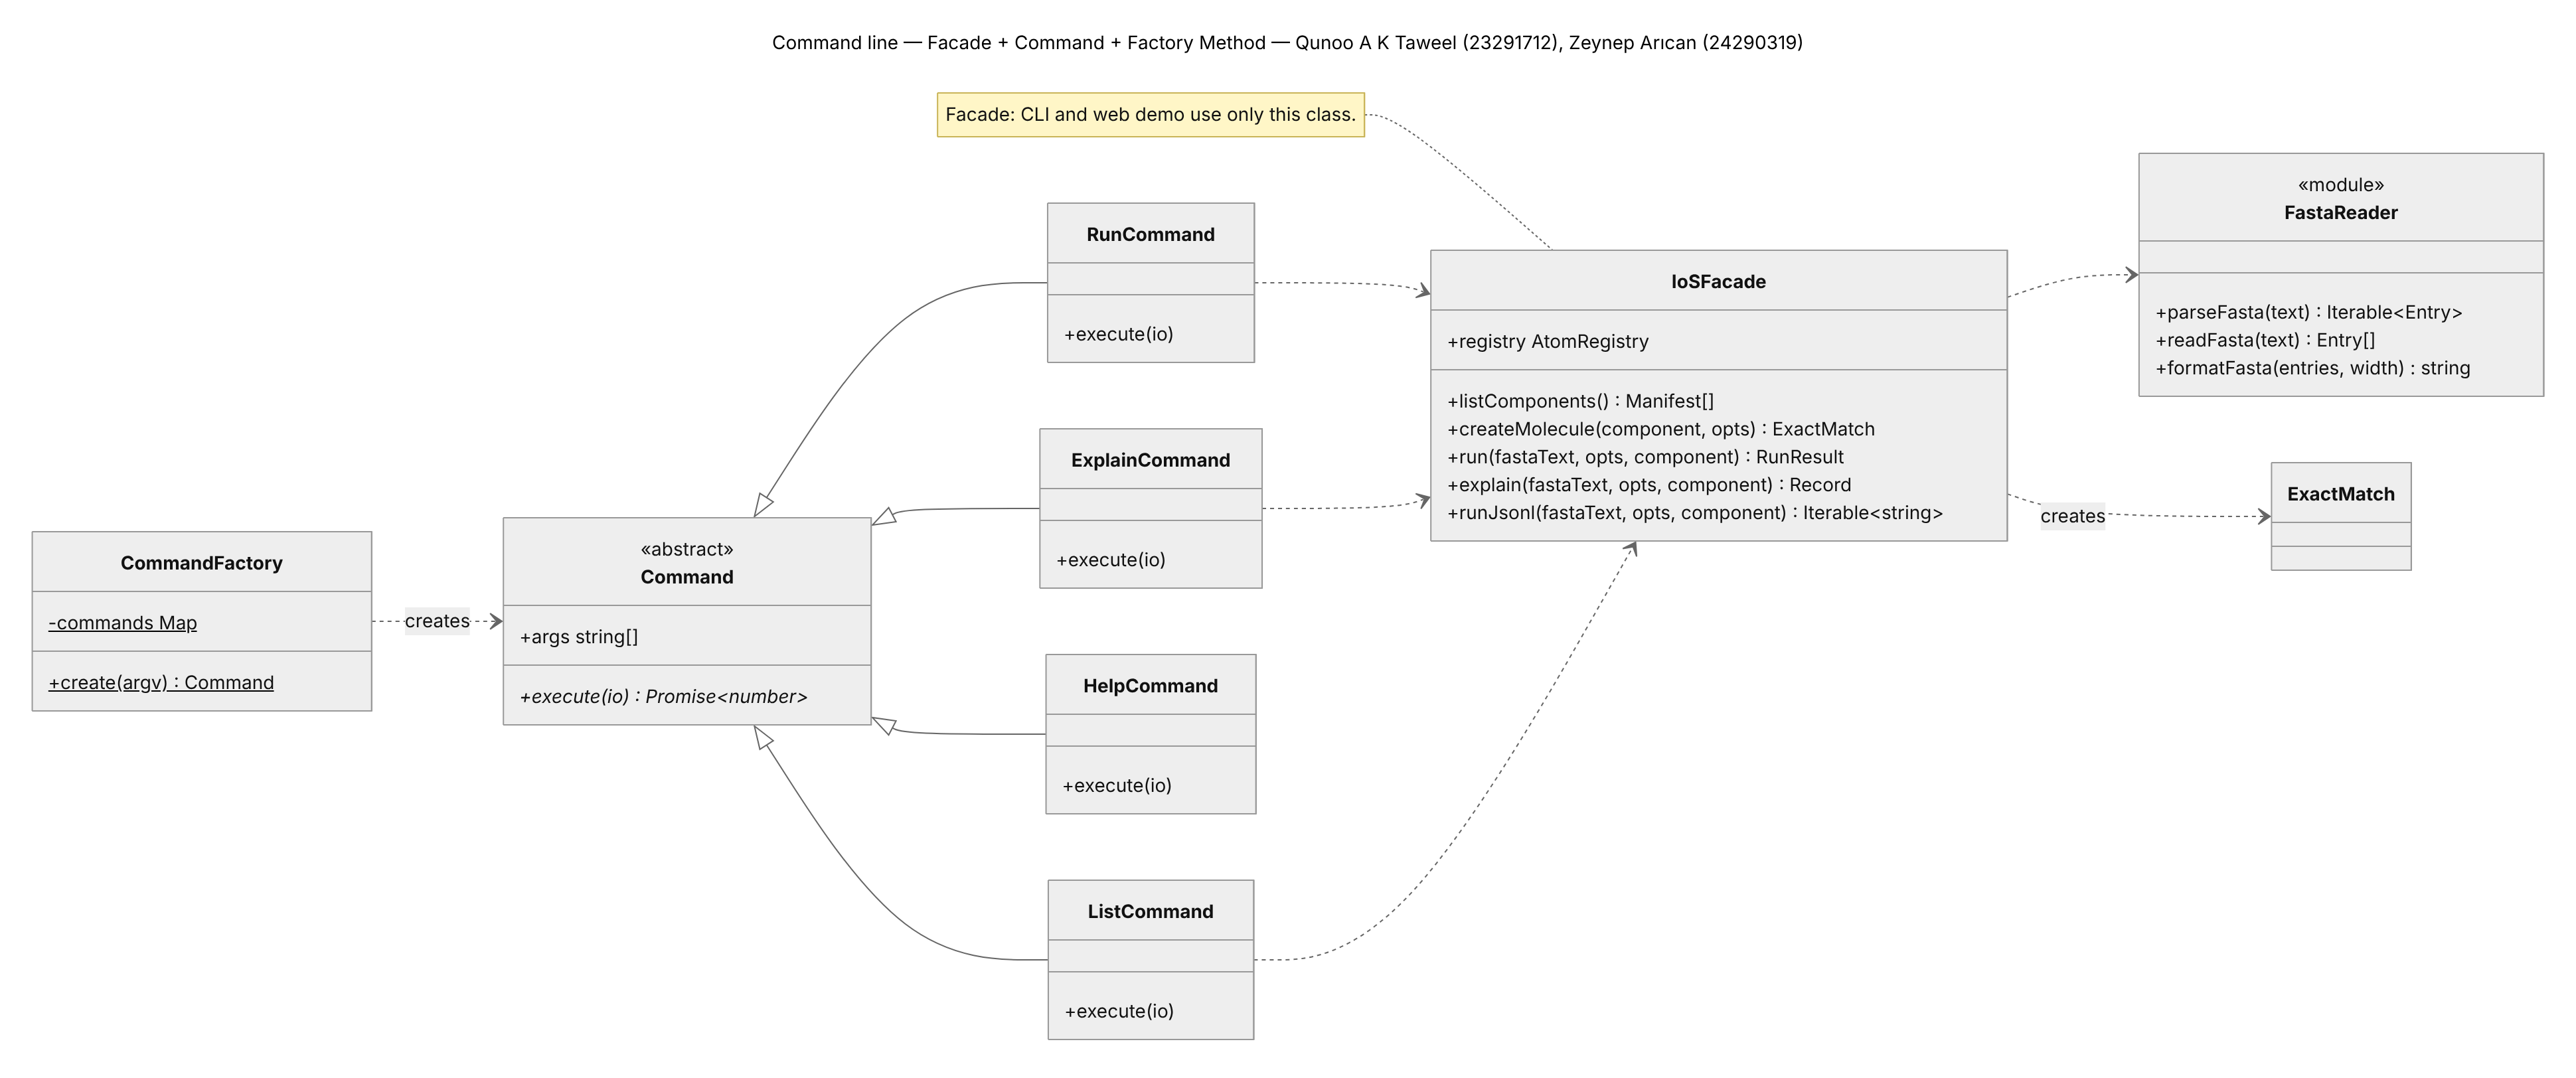 Command line — Facade + Command + Factory Method — Qunoo A K Taweel (23291712), Zeynep Arıcan (24290319)
Facade: CLI and web demo use only this class.
CommandFactory
-commands Map
+create(argv) : Command
creates
«abstract»
Command
+args string[]
+execute(io) : Promise<number>
RunCommand
+execute(io)
ExplainCommand
+execute(io)
HelpCommand
+execute(io)
ListCommand
+execute(io)
IoSFacade
+registry AtomRegistry
+listComponents() : Manifest[]
+createMolecule(component, opts) : ExactMatch
+run(fastaText, opts, component) : RunResult
+explain(fastaText, opts, component) : Record
+runJsonl(fastaText, opts, component) : Iterable<string>
«module»
FastaReader
+parseFasta(text) : Iterable<Entry>
+readFasta(text) : Entry[]
+formatFasta(entries, width) : string
creates
ExactMatch